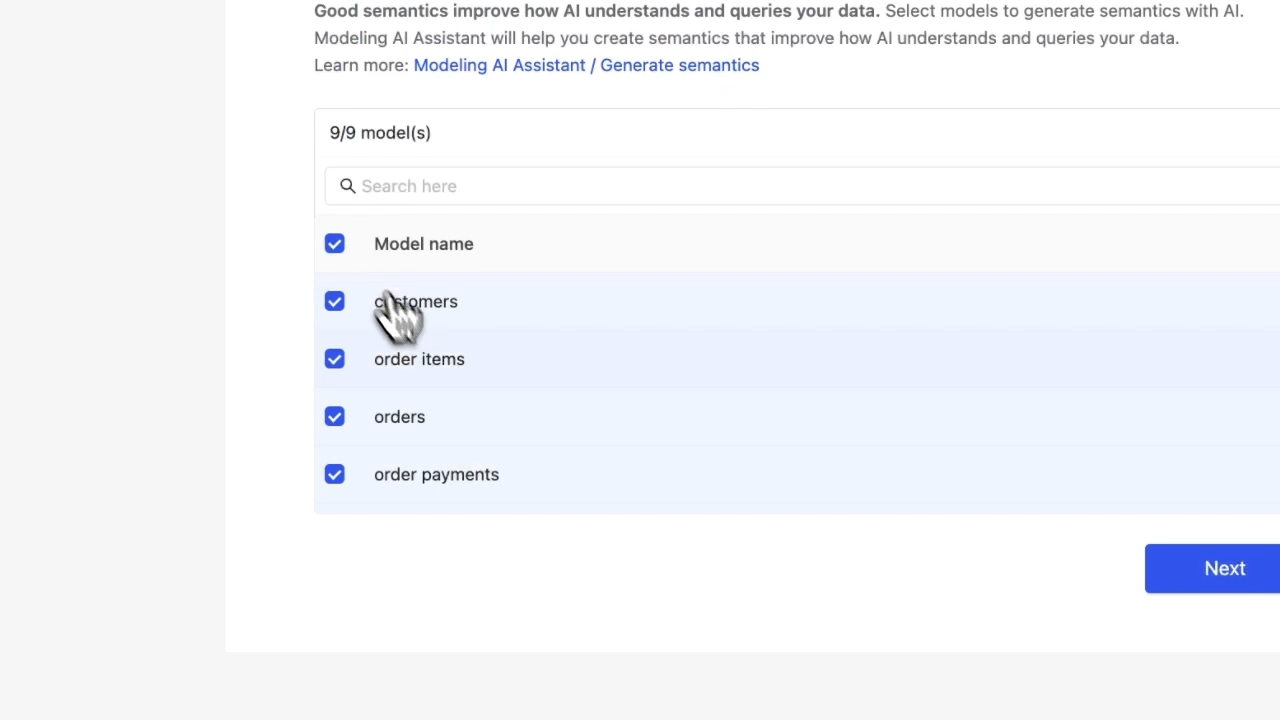 Good semantics improve how AI understands and queries your data. Select models to generate semantics with AI.
Modeling AI Assistant will help you create semantics that improve how AI understands and queries your data.
Learn more: Modeling AI Assistant / Generate semantics
9/9 model(s)
Search here
Model name
customers
order items
orders
order payments
Next